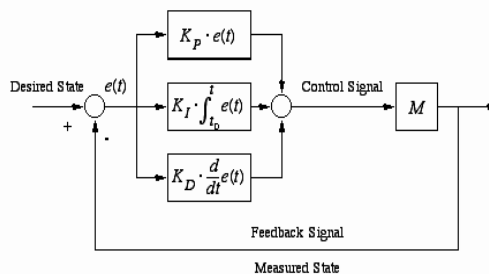 K_P · e(t)
Desired State
e(t)
Control Signal
K_I · ∫_{t_0}^{t} e(t)
M
+
-
K_D · d/dt e(t)
Feedback Signal
Measured State